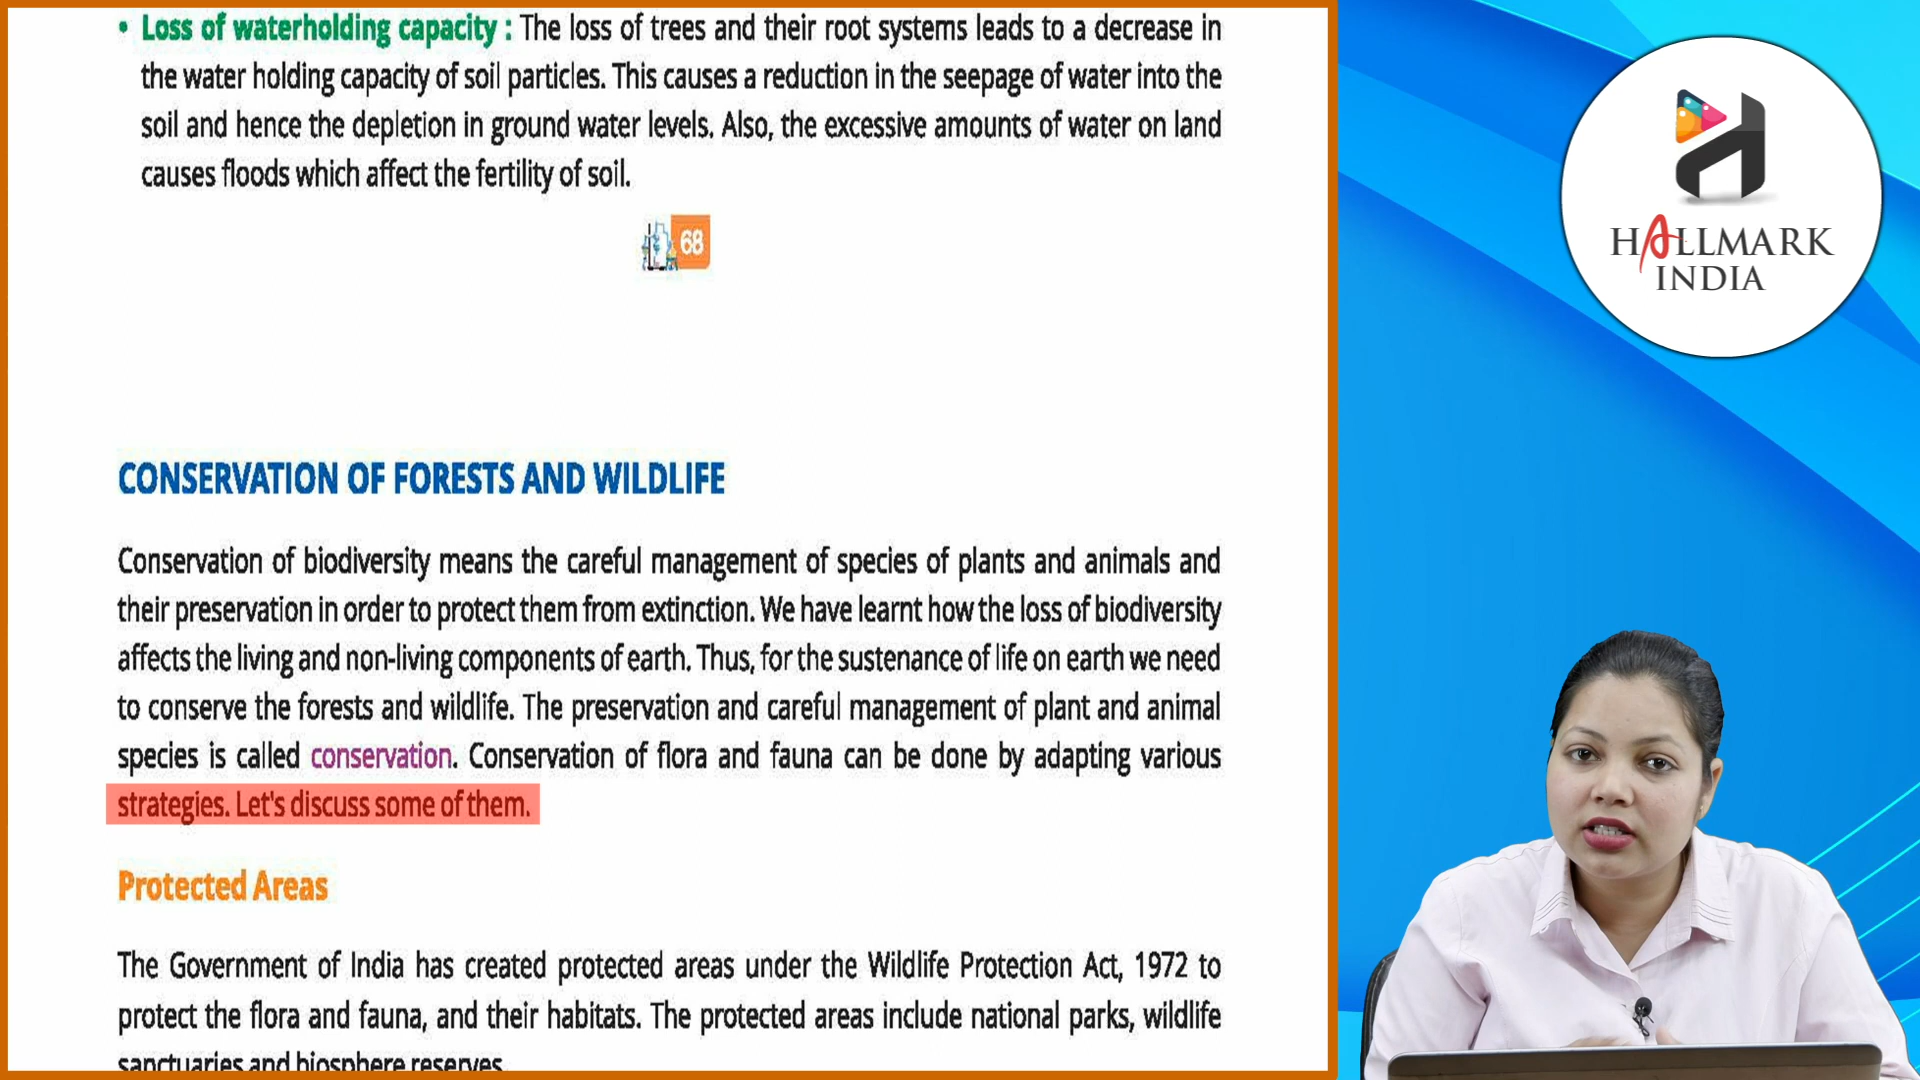 • Loss of waterholding capacity : The loss of trees and their root systems leads to a decrease in
the water holding capacity of soil particles. This causes a reduction in the seepage of water into the
soil and hence the depletion in ground water levels. Also, the excessive amounts of water on land
causes floods which affect the fertility of soil.
68
CONSERVATION OF FORESTS AND WILDLIFE
Conservation of biodiversity means the careful management of species of plants and animals and
their preservation in order to protect them from extinction. We have learnt how the loss of biodiversity
affects the living and non-living components of earth. Thus, for the sustenance of life on earth we need
to conserve the forests and wildlife. The preservation and careful management of plant and animal
species is called conservation. Conservation of flora and fauna can be done by adapting various
strategies. Let's discuss some of them.
Protected Areas
The Government of India has created protected areas under the Wildlife Protection Act, 1972 to
protect the flora and fauna, and their habitats. The protected areas include national parks, wildlife
sanctuaries and biosphere reserves.
HALLMARK
INDIA